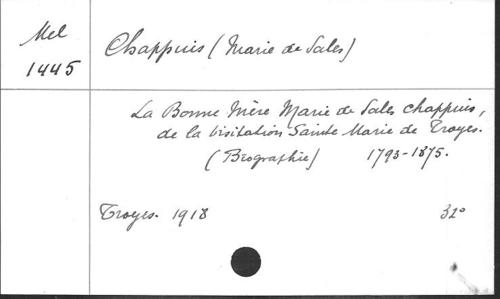 Mel
1445
Chappuis (Marie de Sales)
La Bonne Mère Marie de Sales Chappuis,
de la Visitation Sainte Marie de Troyes.
(Biographie) 1793-1875.
Troyes. 1918 32°